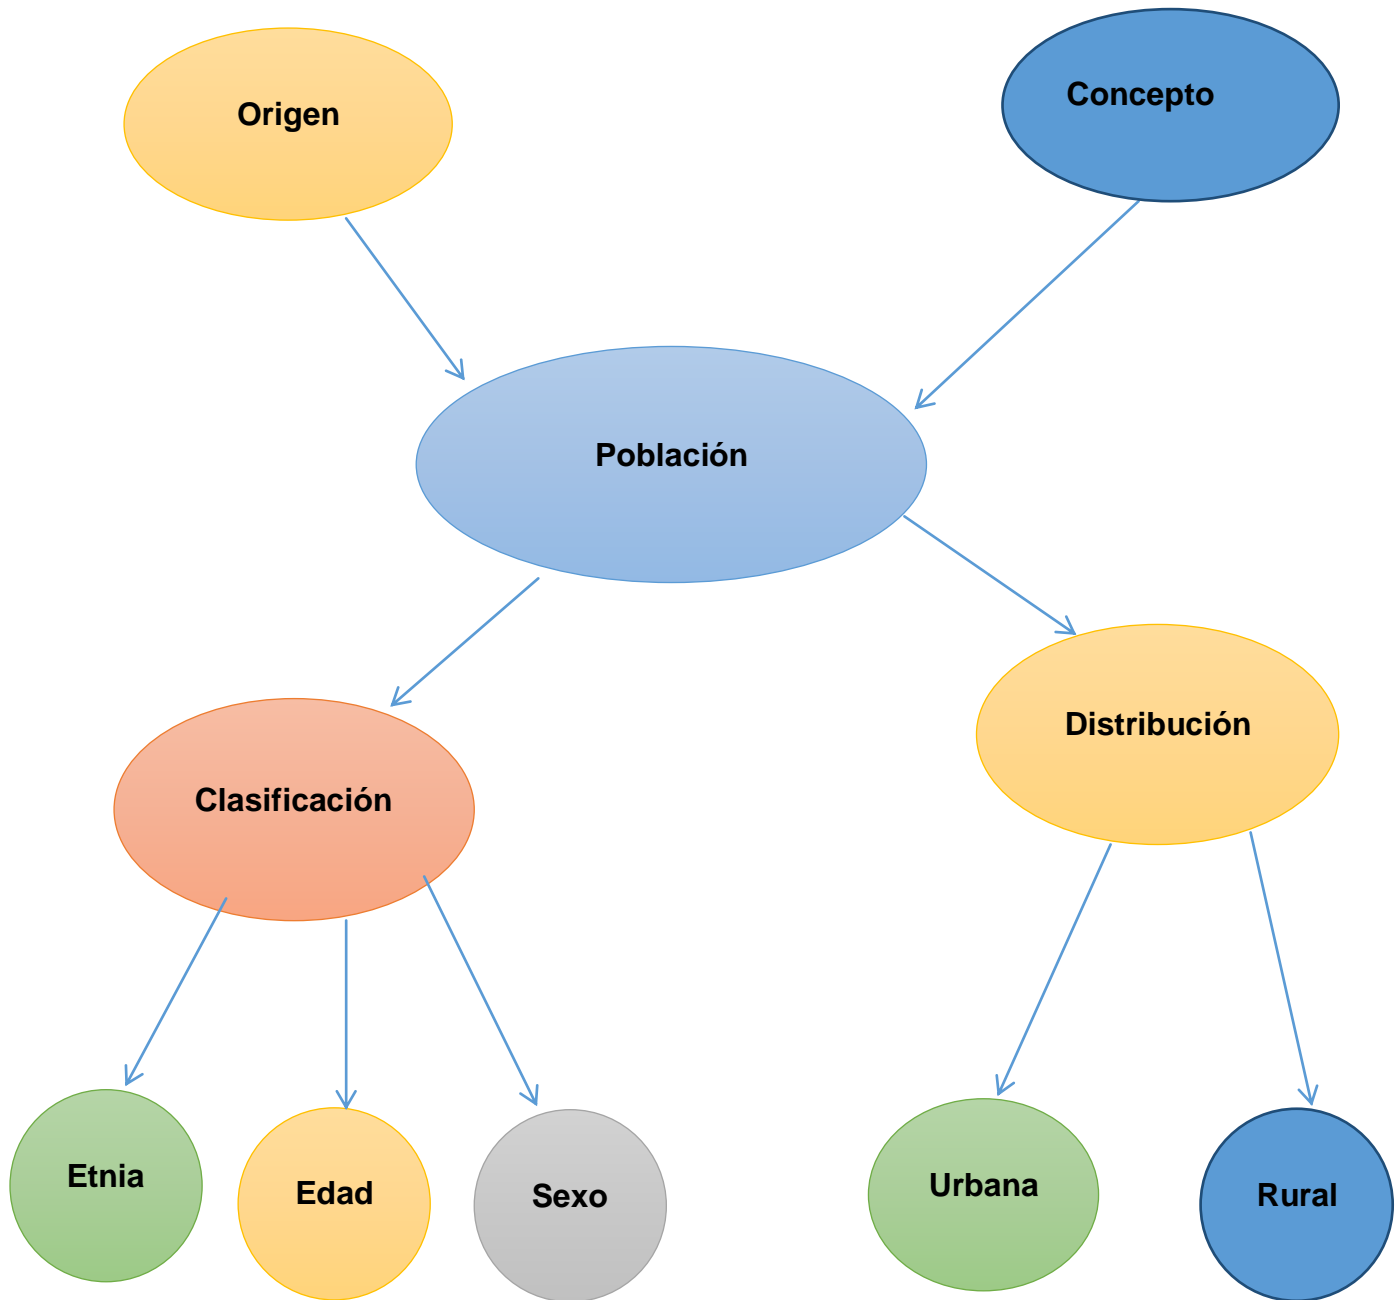 Origen
Concepto
Población
Distribución
Clasificación
Etnia
Edad
Sexo
Urbana
Rural